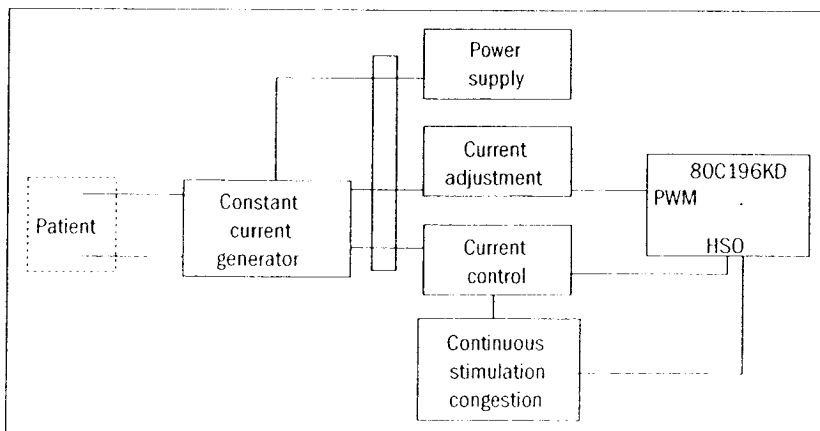 Power
supply
Current
adjustment
80C196KD
PWM
HSO
Patient
Constant
current
generator
Current
control
Continuous
stimulation
congestion